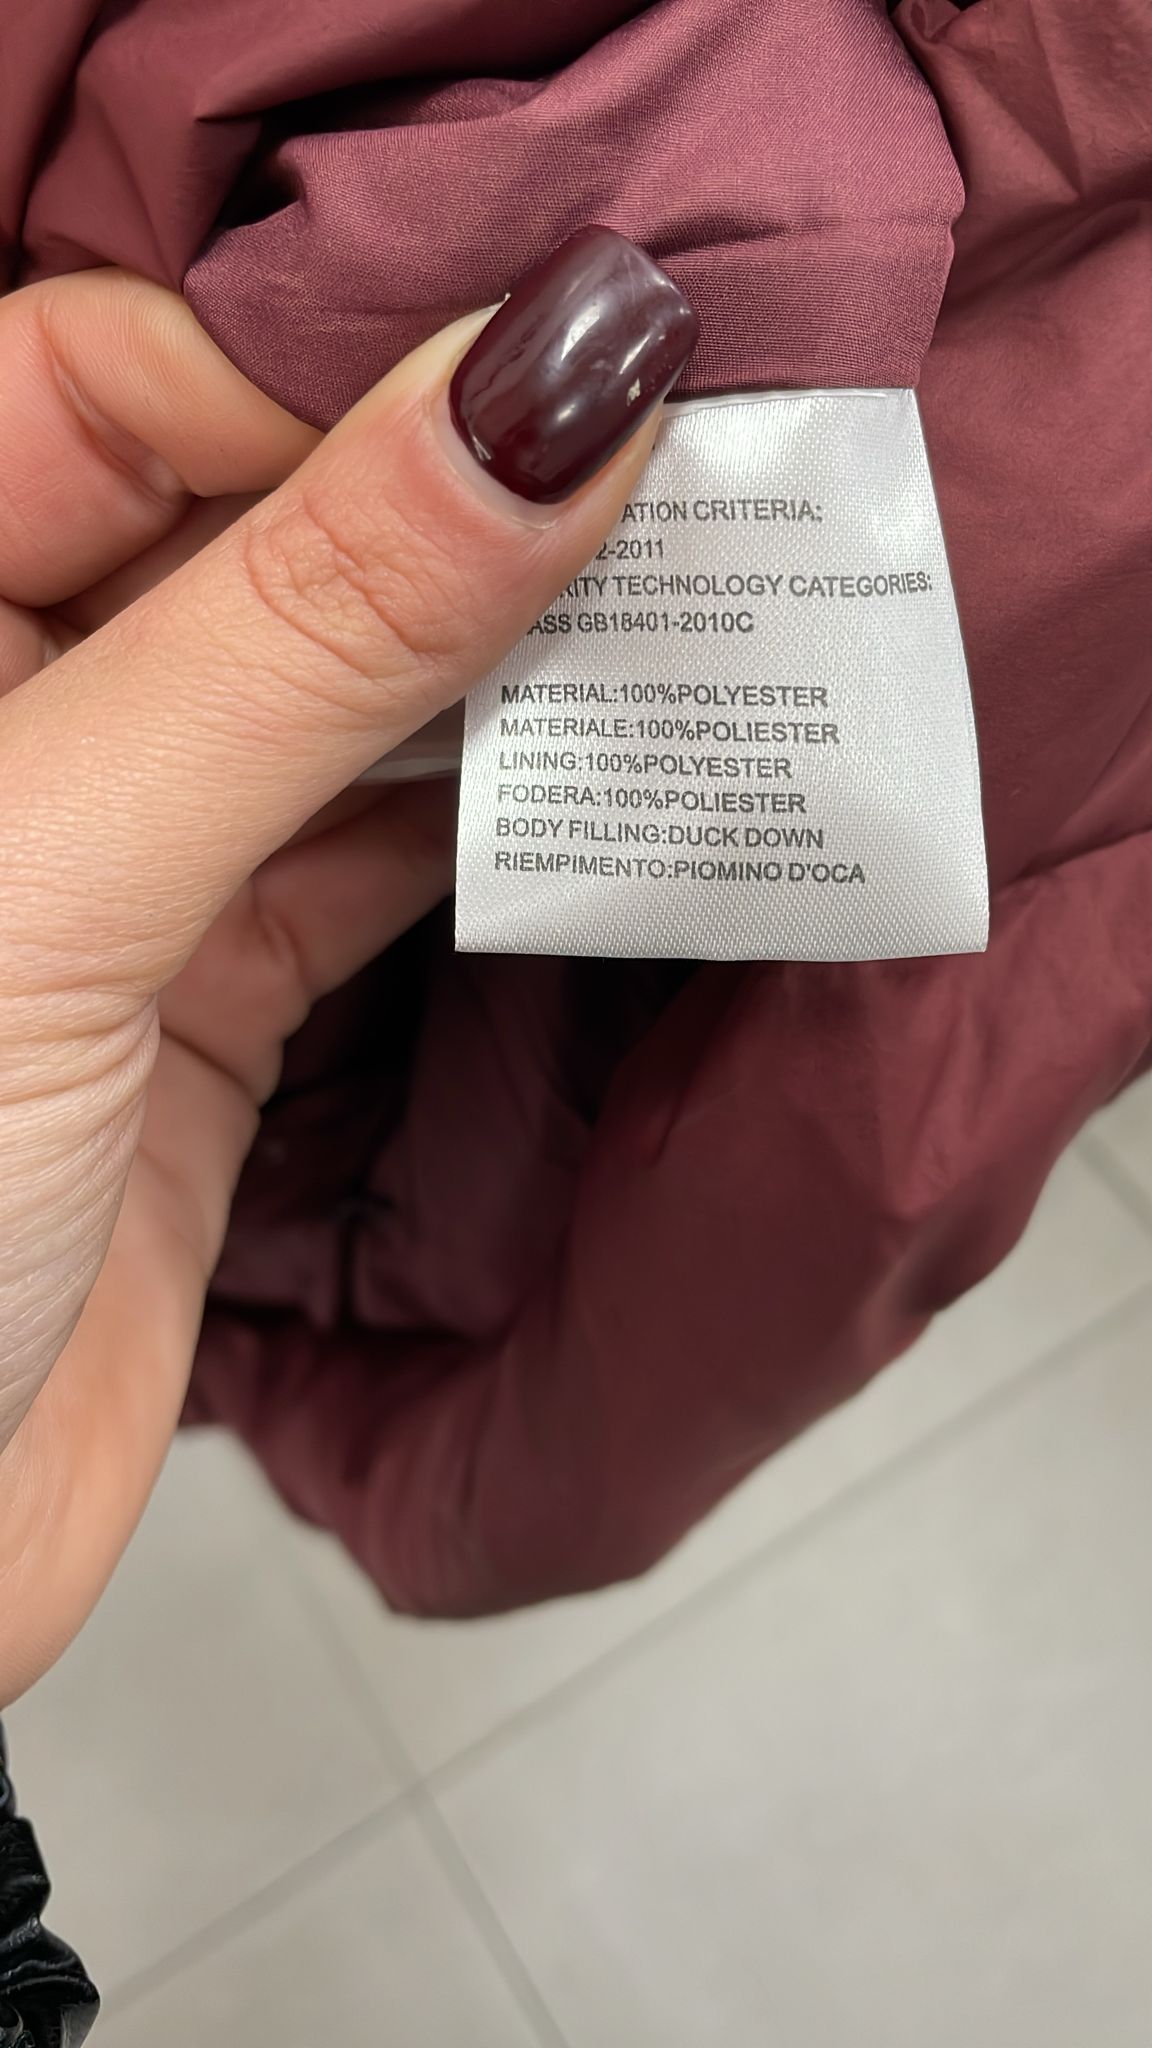 ATION CRITERIA:
2-2011
RITY TECHNOLOGY CATEGORIES:
ASS GB18401-2010C
MATERIAL:100%POLYESTER
MATERIALE:100%POLIESTER
LINING:100%POLYESTER
FODERA:100%POLIESTER
BODY FILLING:DUCK DOWN
RIEMPIMENTO:PIOMINO D'OCA